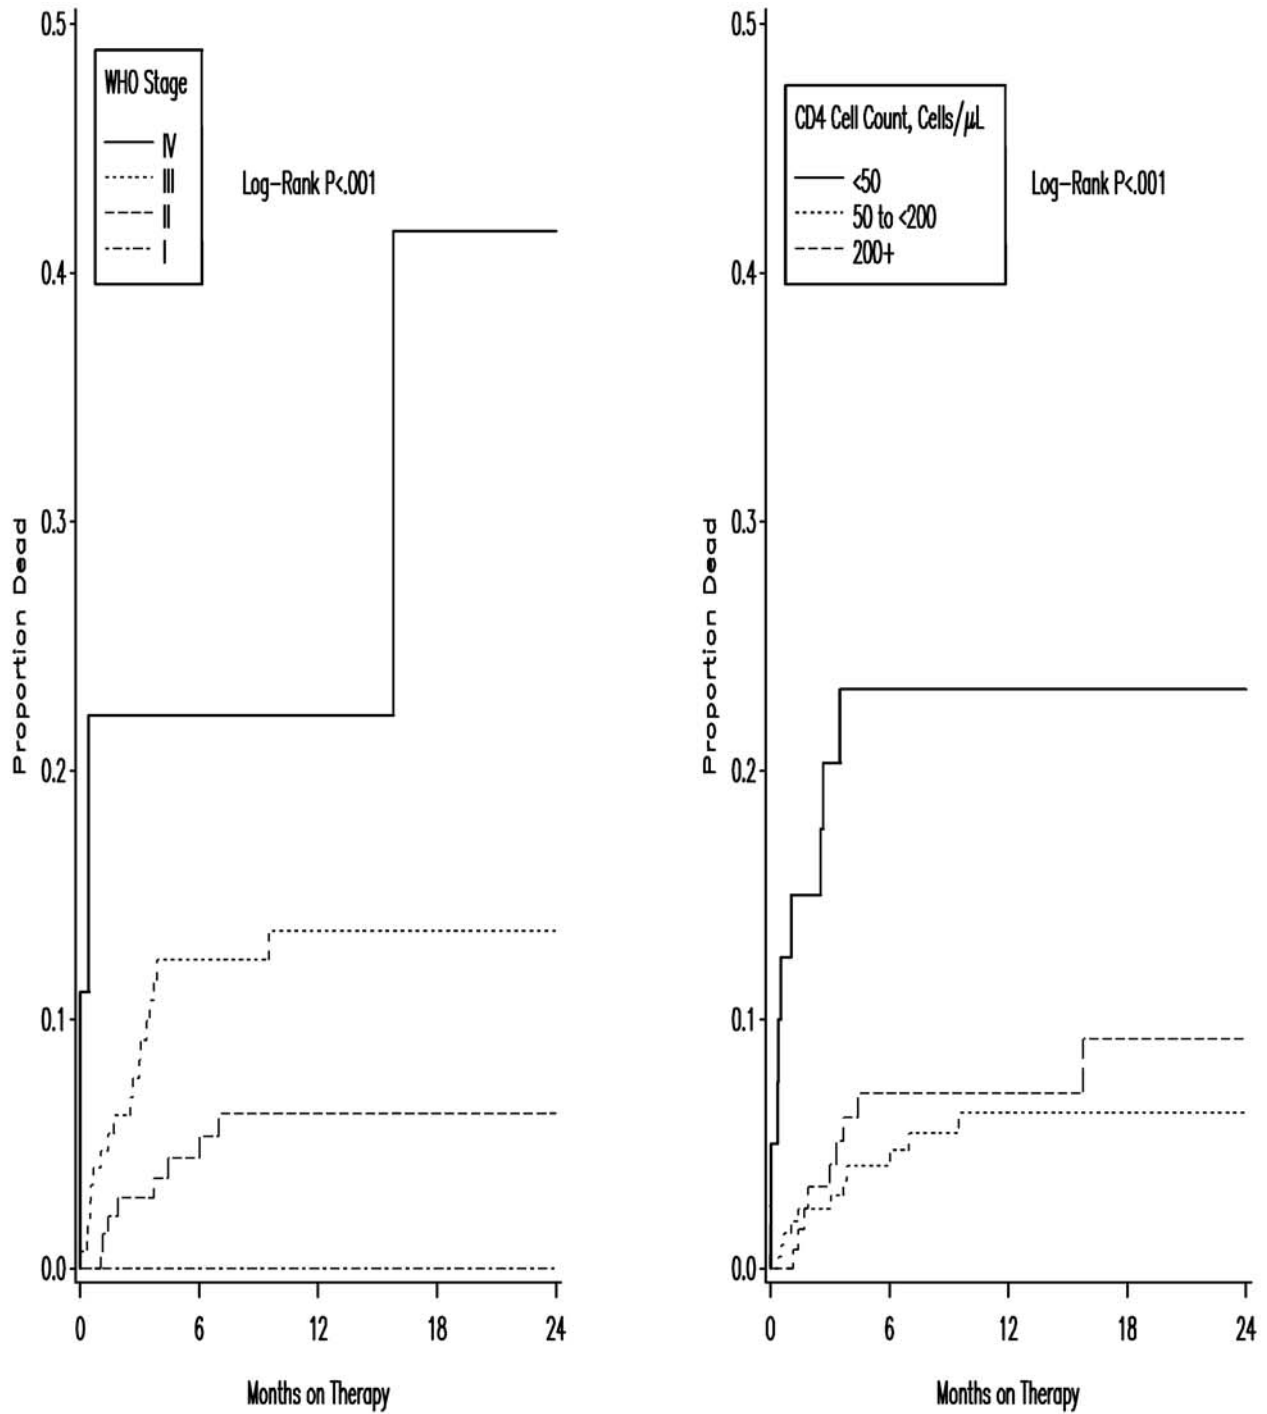 0.5
0.4
0.3
0.2
0.1
0.0
Proportion Dead
WHO Stage
IV
III
II
I
Log-Rank P<.001
0 6 12 18 24
Months on Therapy
0.5
0.4
0.3
0.2
0.1
0.0
Proportion Dead
CD4 Cell Count, Cells/μL
<50
50 to <200
200+
Log-Rank P<.001
0 6 12 18 24
Months on Therapy